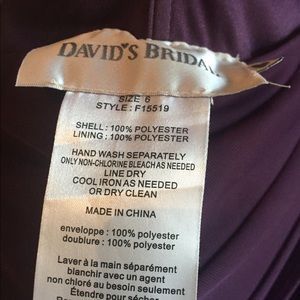 DAVID'S BRIDAL
SIZE 6
STYLE: F15519
SHELL: 100% POLYESTER
LINING: 100% POLYESTER
HAND WASH SEPARATELY
ONLY NON-CHLORINE BLEACH AS NEEDED
LINE DRY
COOL IRON AS NEEDED
OR DRY CLEAN
MADE IN CHINA
enveloppe: 100% polyester
doublure: 100% polyester
Laver à la main séparément
blanchir avec un agent
non chloré au besoin seulement
Étendre pour sécher